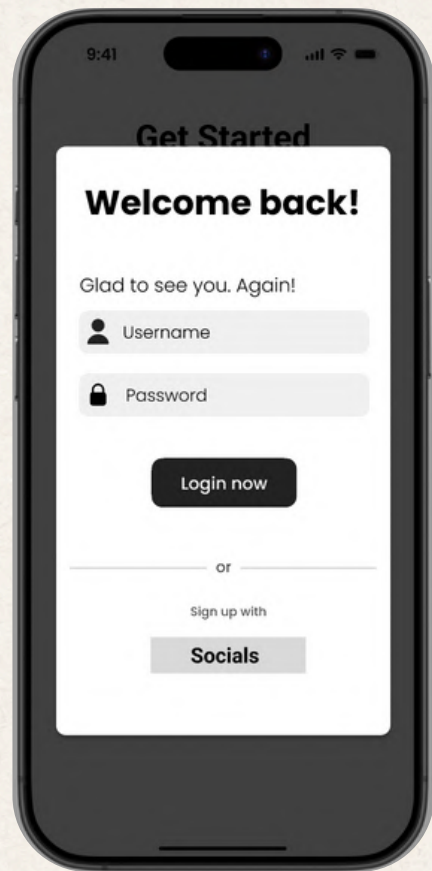 9:41
Get Started
Welcome back!
Glad to see you. Again!
Username
Password
Login now
or
Sign up with
Socials